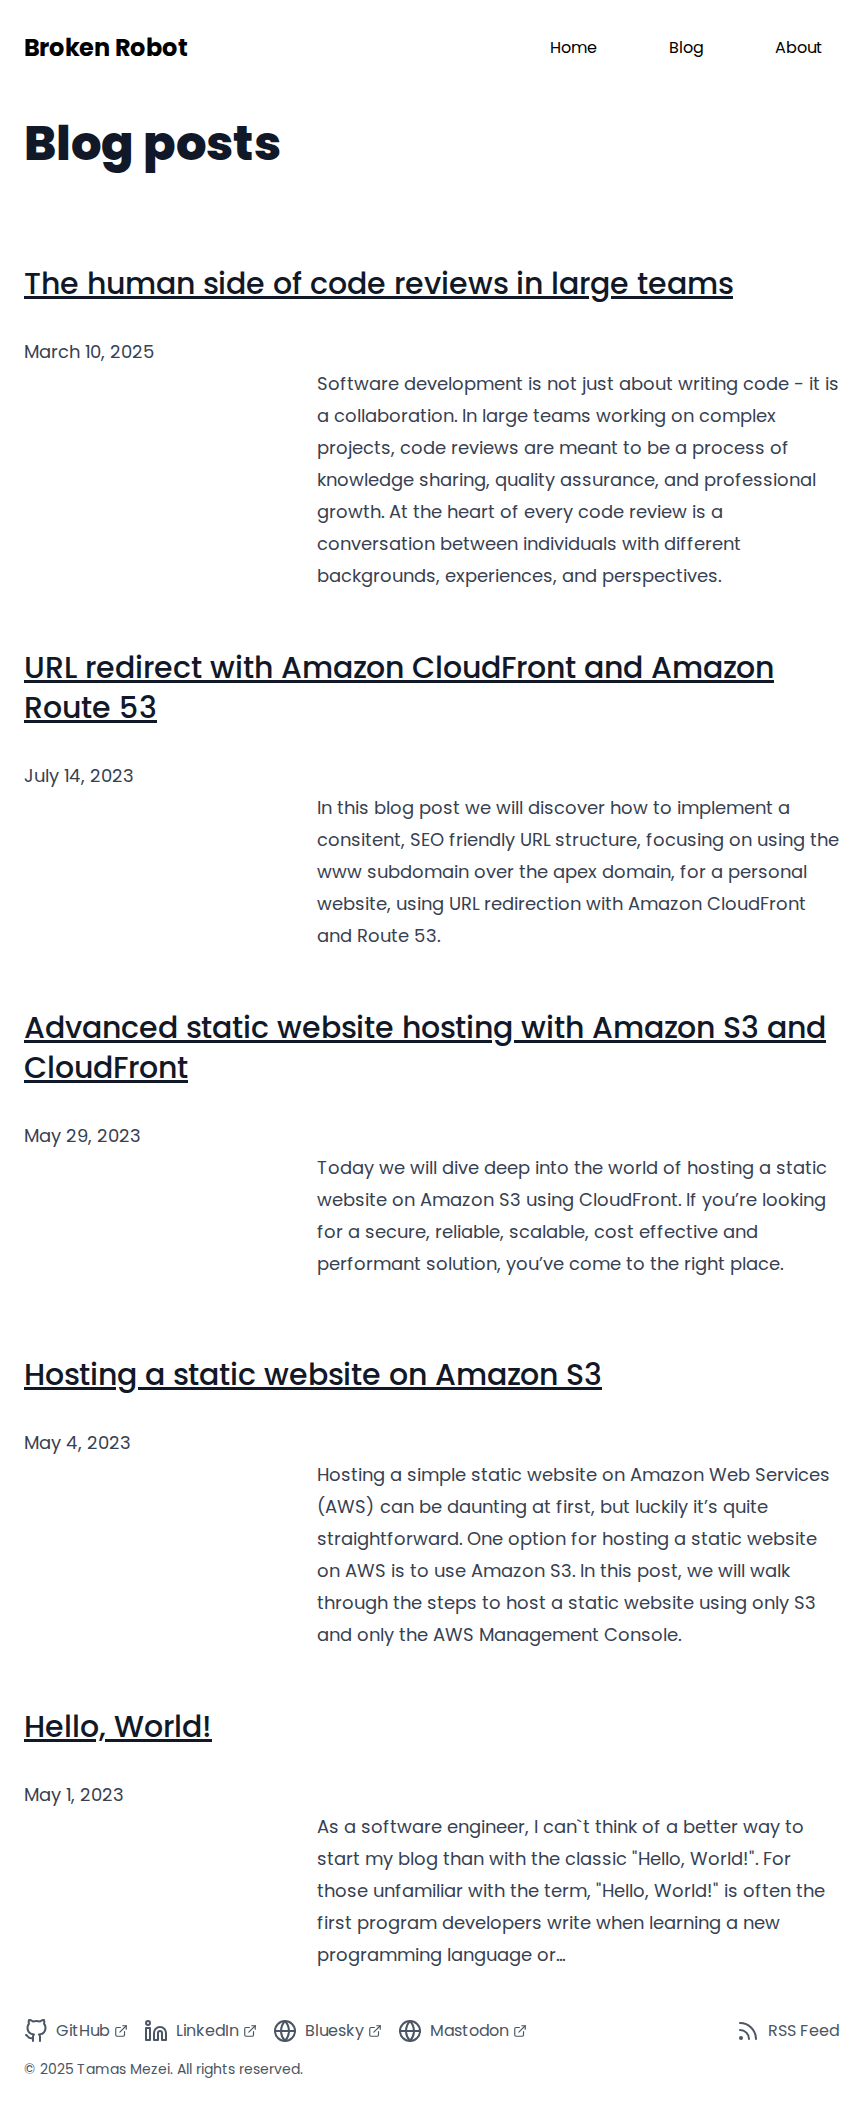 Broken Robot
Home
Blog
About
Blog posts
The human side of code reviews in large teams
March 10, 2025
Software development is not just about writing code - it is
a collaboration. In large teams working on complex
projects, code reviews are meant to be a process of
knowledge sharing, quality assurance, and professional
growth. At the heart of every code review is a
conversation between individuals with different
backgrounds, experiences, and perspectives.
URL redirect with Amazon CloudFront and Amazon
Route 53
July 14, 2023
In this blog post we will discover how to implement a
consitent, SEO friendly URL structure, focusing on using the
www subdomain over the apex domain, for a personal
website, using URL redirection with Amazon CloudFront
and Route 53.
Advanced static website hosting with Amazon S3 and
CloudFront
May 29, 2023
Today we will dive deep into the world of hosting a static
website on Amazon S3 using CloudFront. If you’re looking
for a secure, reliable, scalable, cost effective and
performant solution, you’ve come to the right place.
Hosting a static website on Amazon S3
May 4, 2023
Hosting a simple static website on Amazon Web Services
(AWS) can be daunting at first, but luckily it’s quite
straightforward. One option for hosting a static website
on AWS is to use Amazon S3. In this post, we will walk
through the steps to host a static website using only S3
and only the AWS Management Console.
Hello, World!
May 1, 2023
As a software engineer, I can`t think of a better way to
start my blog than with the classic "Hello, World!". For
those unfamiliar with the term, "Hello, World!" is often the
first program developers write when learning a new
programming language or…
GitHub
LinkedIn
Bluesky
Mastodon
RSS Feed
© 2025 Tamas Mezei. All rights reserved.